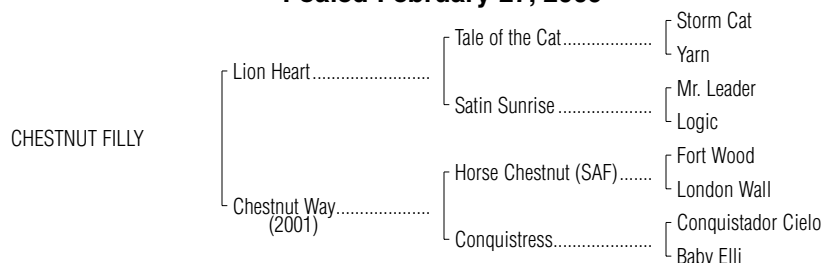 Foaled February 27,
Storm Cat
Tale of the Cat
Yarn
Lion Heart
Mr. Leader
Satin Sunrise
Logic
CHESTNUT FILLY
Fort Wood
Horse Chestnut (SAF)
London Wall
Chestnut Way
(2001)
Conquistador Cielo
Conquistress
Baby Elli